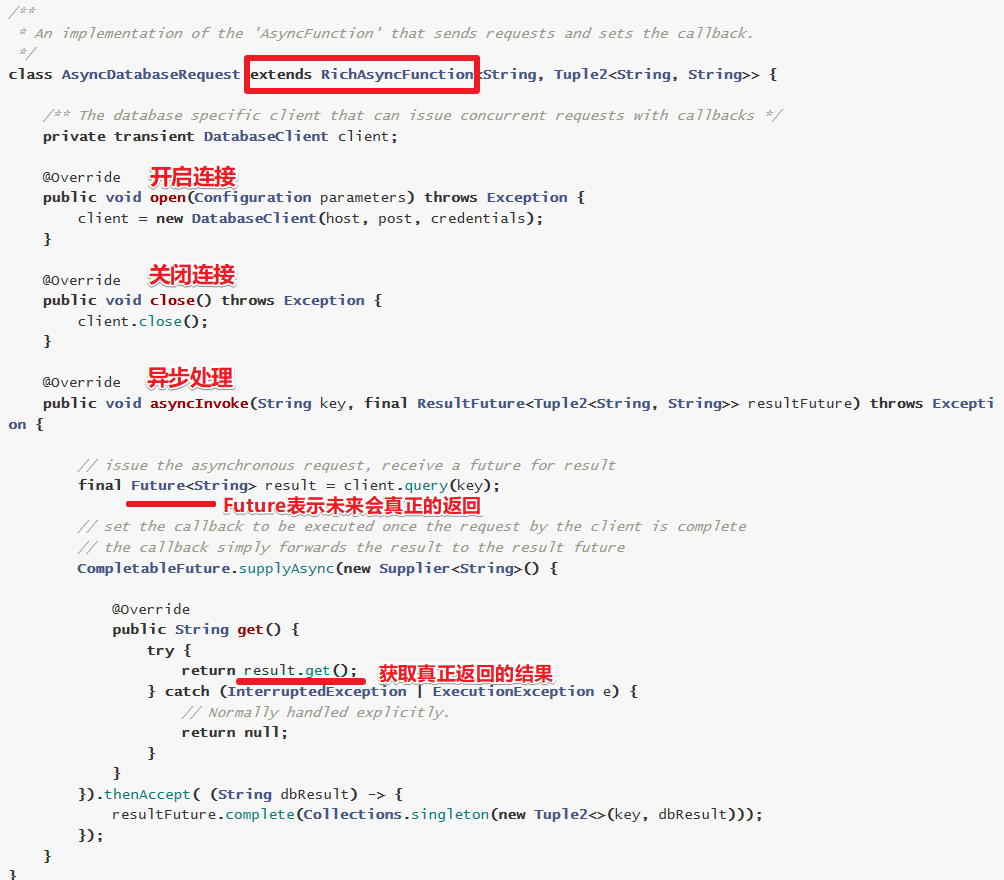 /**
* An implementation of the 'AsyncFunction' that sends requests and sets the callback.
*/
class AsyncDatabaseRequest extends RichAsyncFunction<String, Tuple2<String, String>> {
/** The database specific client that can issue concurrent requests with callbacks */
private transient DatabaseClient client;
@Override 开启连接
public void open(Configuration parameters) throws Exception {
client = new DatabaseClient(host, post, credentials);
}
@Override 关闭连接
public void close() throws Exception {
client.close();
}
@Override 异步处理
public void asyncInvoke(String key, final ResultFuture<Tuple2<String, String>> resultFuture) throws Excepti
on {
// issue the asynchronous request, receive a future for result
final Future<String> result = client.query(key);
Future表示未来会真正的返回
// set the callback to be executed once the request by the client is complete
// the callback simply forwards the result to the result future
CompletableFuture.supplyAsync(new Supplier<String>() {
@Override
public String get() {
try {
return result.get(); 获取真正返回的结果
} catch (InterruptedException | ExecutionException e) {
// Normally handled explicitly.
return null;
}
}
}).thenAccept( (String dbResult) -> {
resultFuture.complete(Collections.singleton(new Tuple2<>(key, dbResult)));
});
}
}